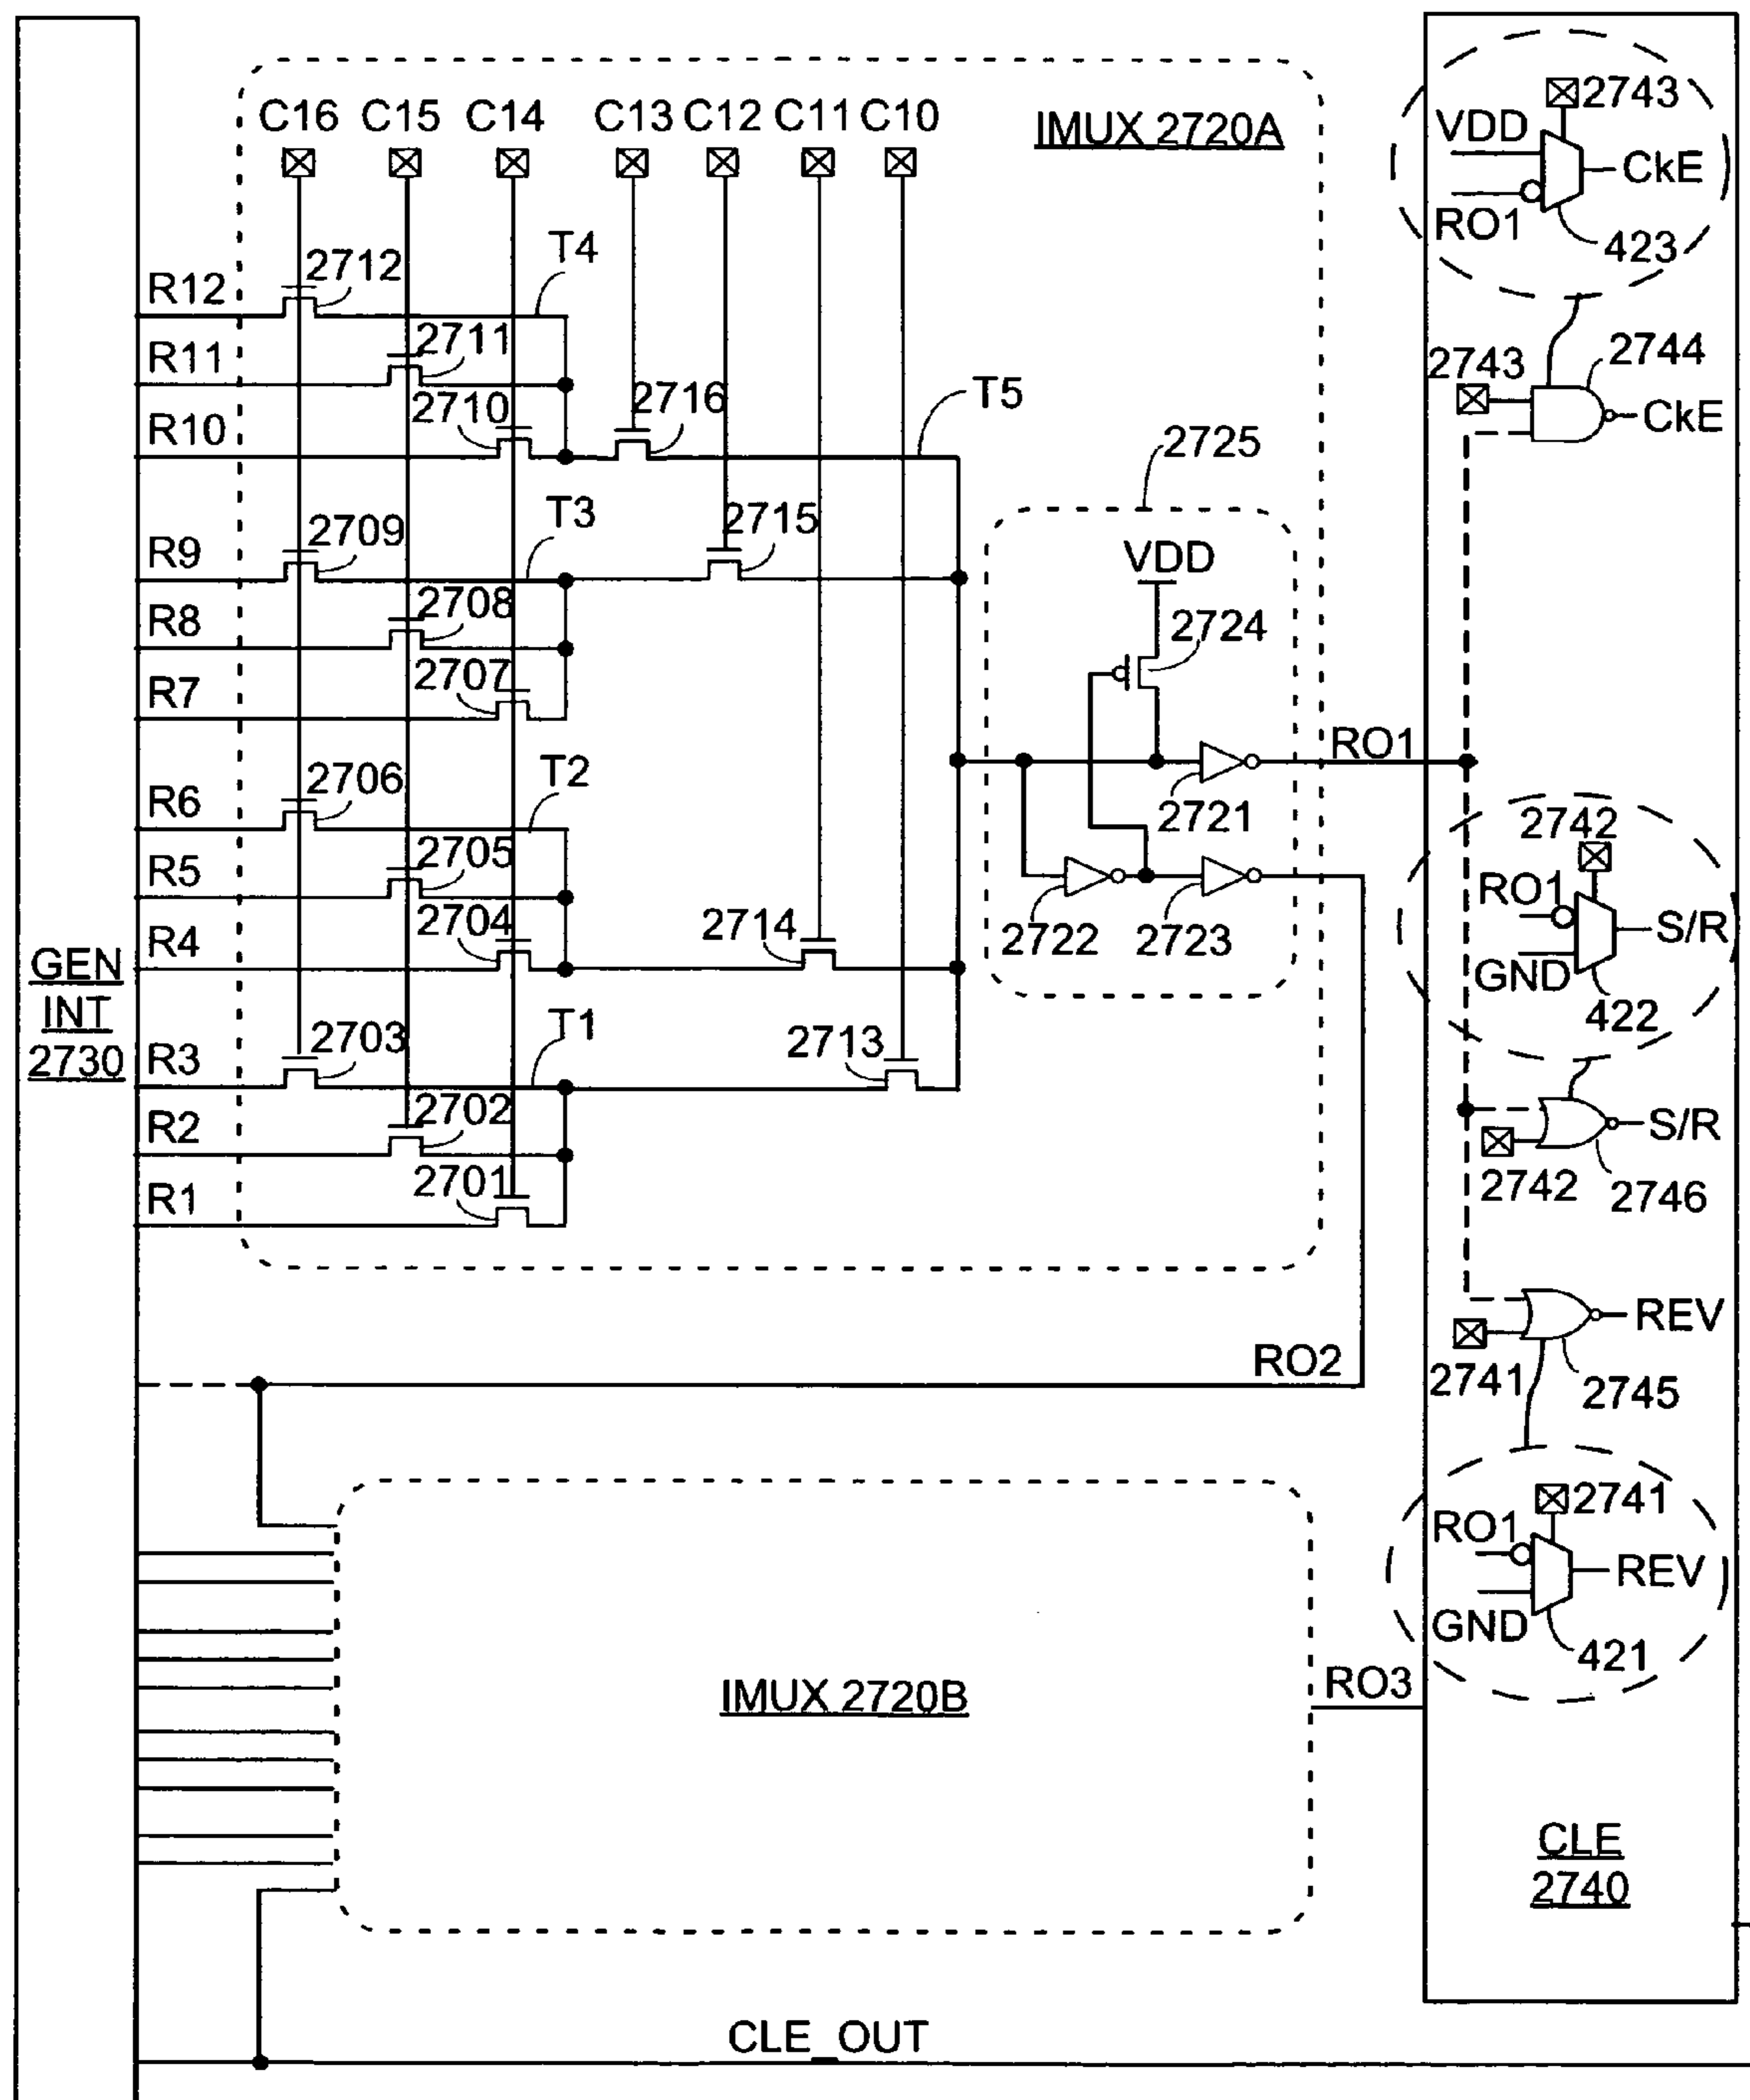 C16 C15 C14 C13 C12 C11 C10
IMUX 2720A
2743
VDD
CkE
RO1
423
2712
T4
R12
2711
R11
2710
2716
T5
R10
2743
2744
CkE
2725
2709
T3
2715
R9
VDD
2708
2724
R8
2707
R7
RO1
2706
T2
2721
R6
2705
R5
2704
2714
R4
2722
2723
2742
RO1
S/R
GND
422
GEN
INT
2730
2703
T1
2713
R3
2702
R2
2701
R1
S/R
2742
2746
REV
2741
2745
RO2
2741
RO1
REV
GND
421
IMUX 2720B
RO3
CLE
2740
CLE_OUT